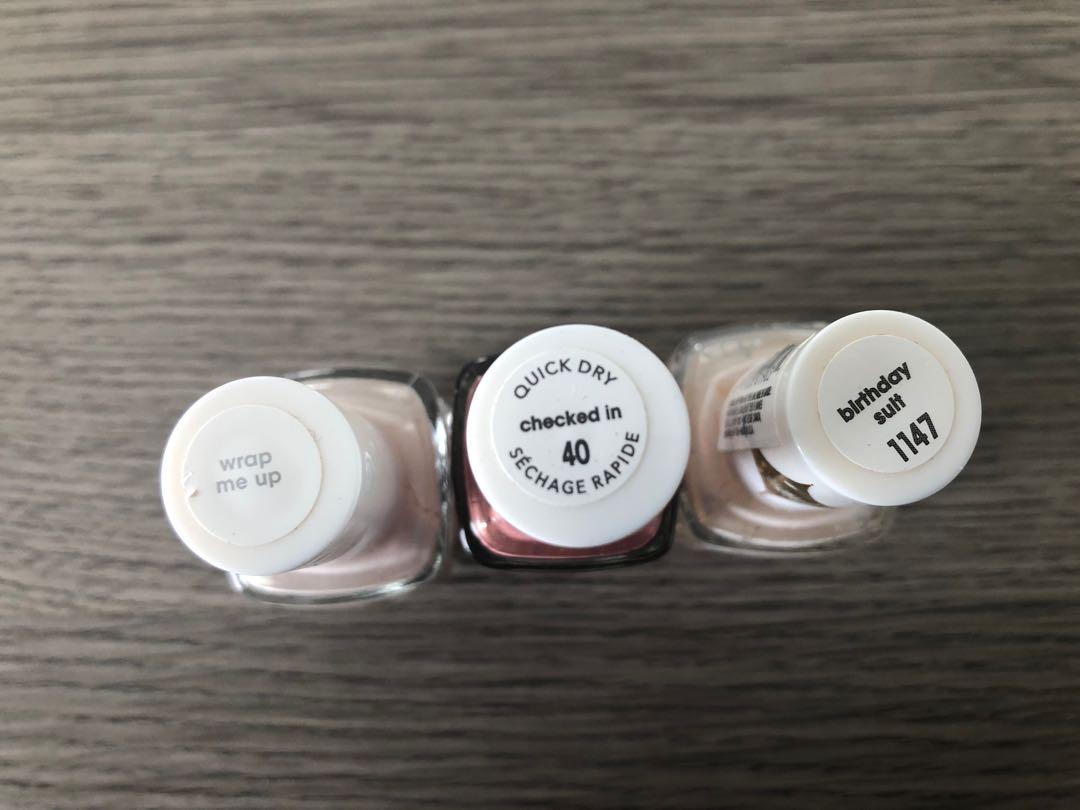 wrap
me up
QUICK DRY
checked in
40
SÉCHAGE RAPIDE
birthday
suit
1147